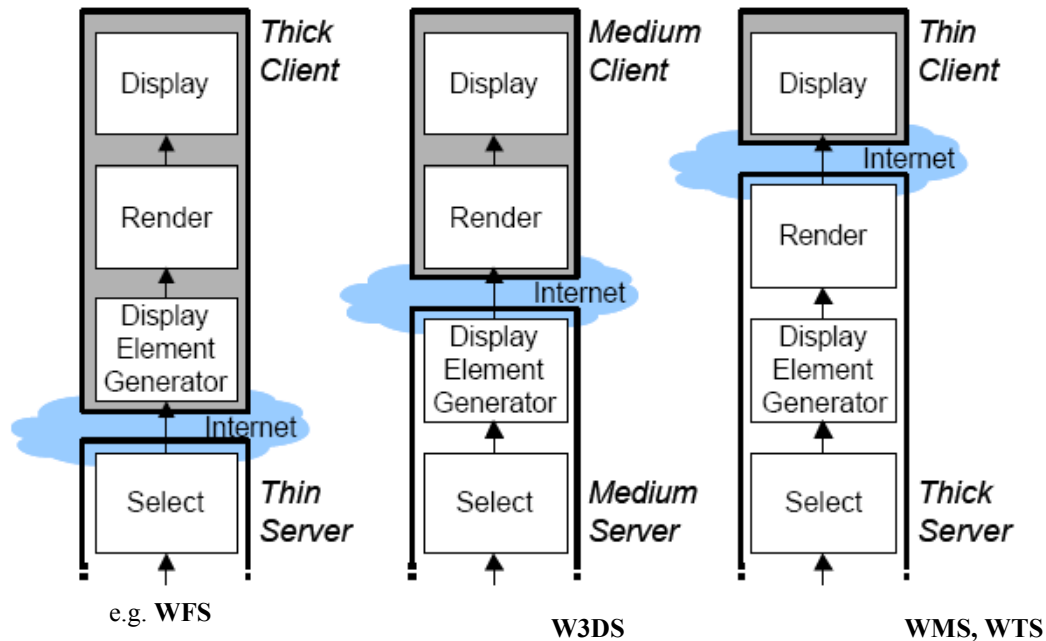 Thick
Client
Display
Render
Display
Element
Generator
Internet
Select
Thin
Server
e.g. WFS
Medium
Client
Display
Render
Internet
Display
Element
Generator
Select
Medium
Server
W3DS
Thin
Client
Display
Internet
Render
Display
Element
Generator
Select
Thick
Server
WMS, WTS